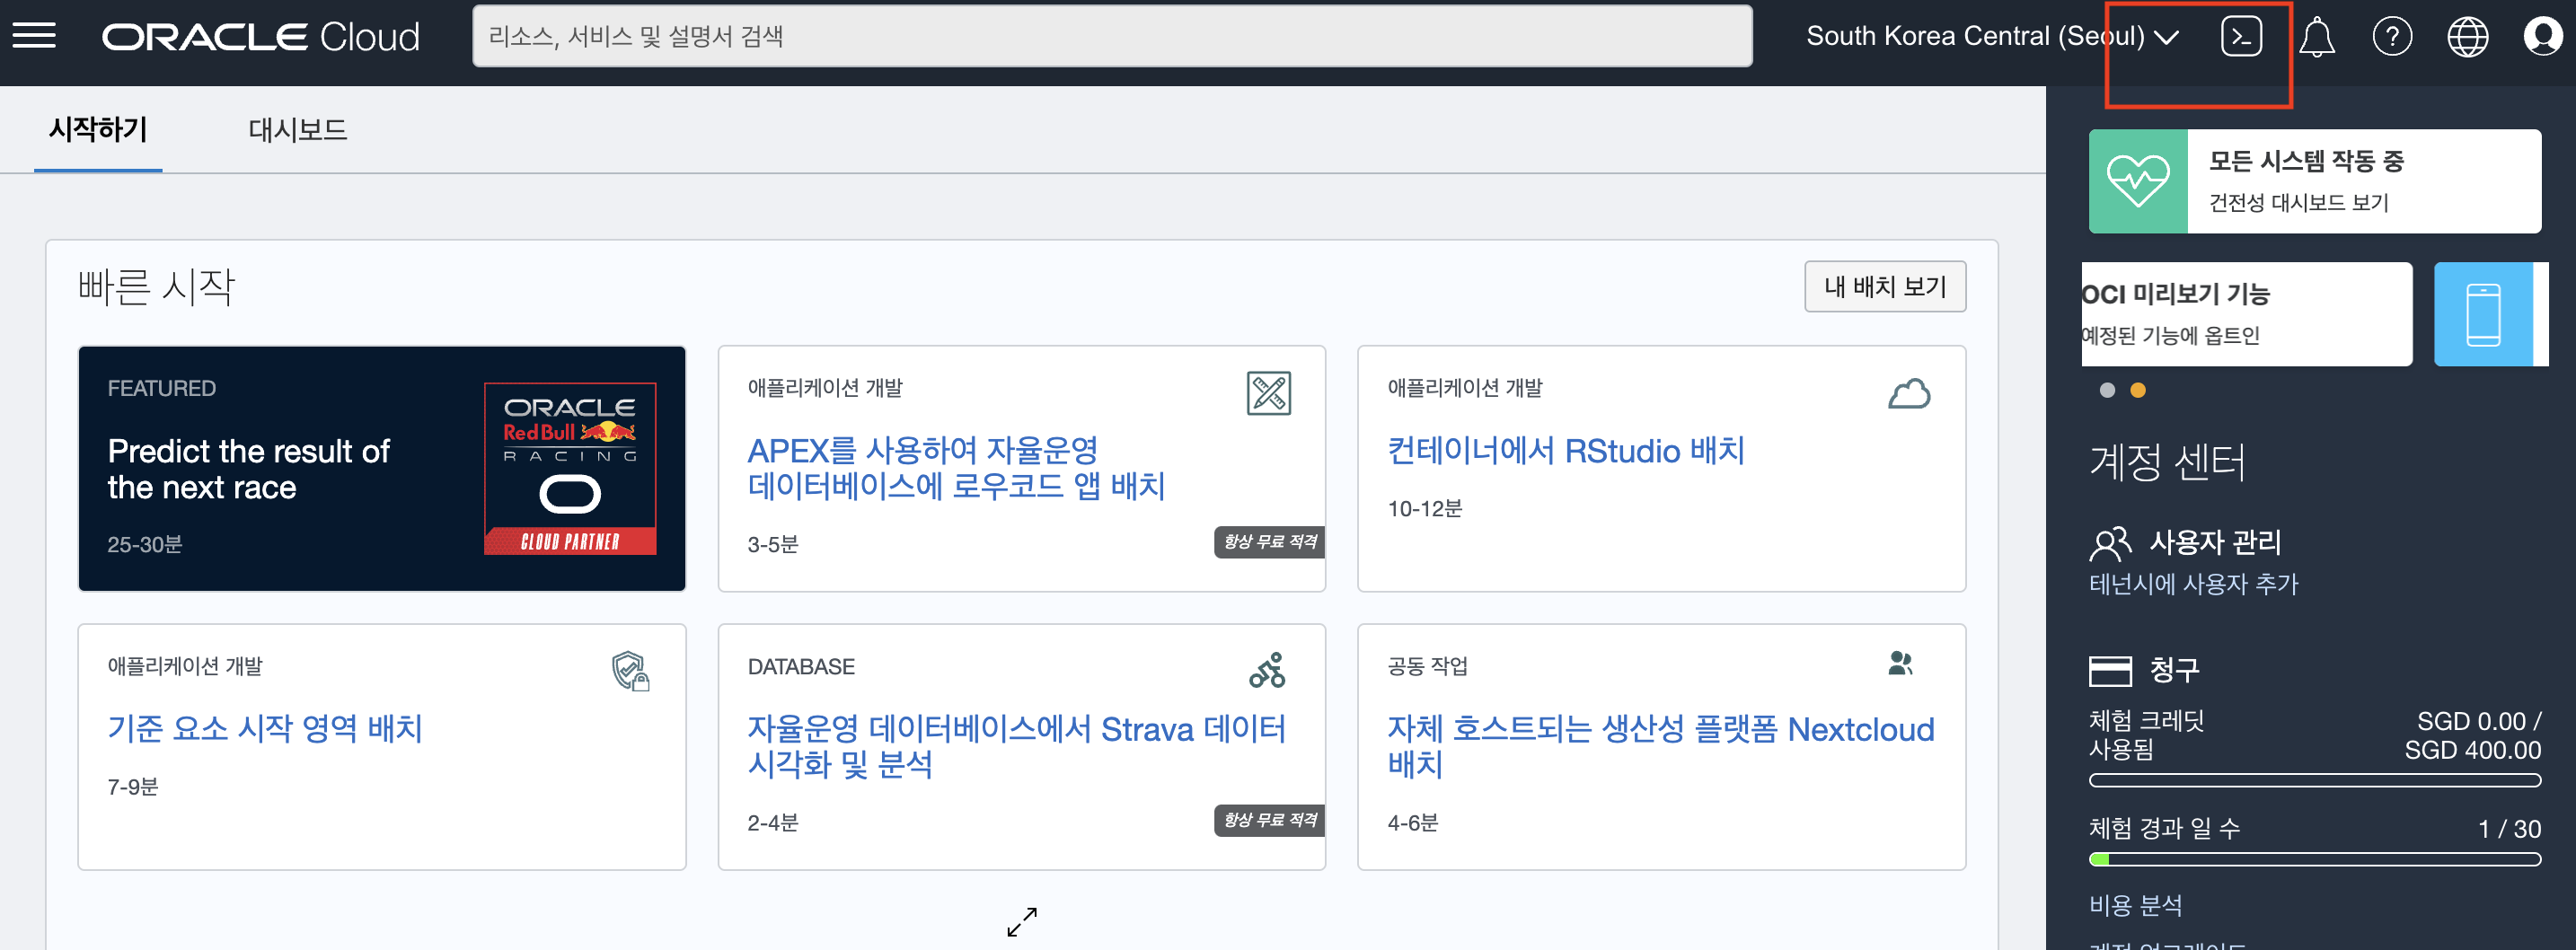 ORACLE Cloud
리소스, 서비스 및 설명서 검색
South Korea Central (Seoul)
시작하기
대시보드
모든 시스템 작동 중
건전성 대시보드 보기
OCI 미리보기 기능
예정된 기능에 옵트인
빠른 시작
내 배치 보기
FEATURED
Predict the result of
the next race
25-30분
ORACLE
Red Bull
RACING
CLOUD PARTNER
애플리케이션 개발
APEX를 사용하여 자율운영
데이터베이스에 로우코드 앱 배치
3-5분
항상 무료 적격
애플리케이션 개발
컨테이너에서 RStudio 배치
10-12분
애플리케이션 개발
기준 요소 시작 영역 배치
7-9분
DATABASE
자율운영 데이터베이스에서 Strava 데이터
시각화 및 분석
2-4분
항상 무료 적격
공동 작업
자체 호스트되는 생산성 플랫폼 Nextcloud
배치
4-6분
계정 센터
사용자 관리
테넌시에 사용자 추가
청구
체험 크레딧 SGD 0.00 /
사용됨 SGD 400.00
체험 경과 일 수 1 / 30
비용 분석